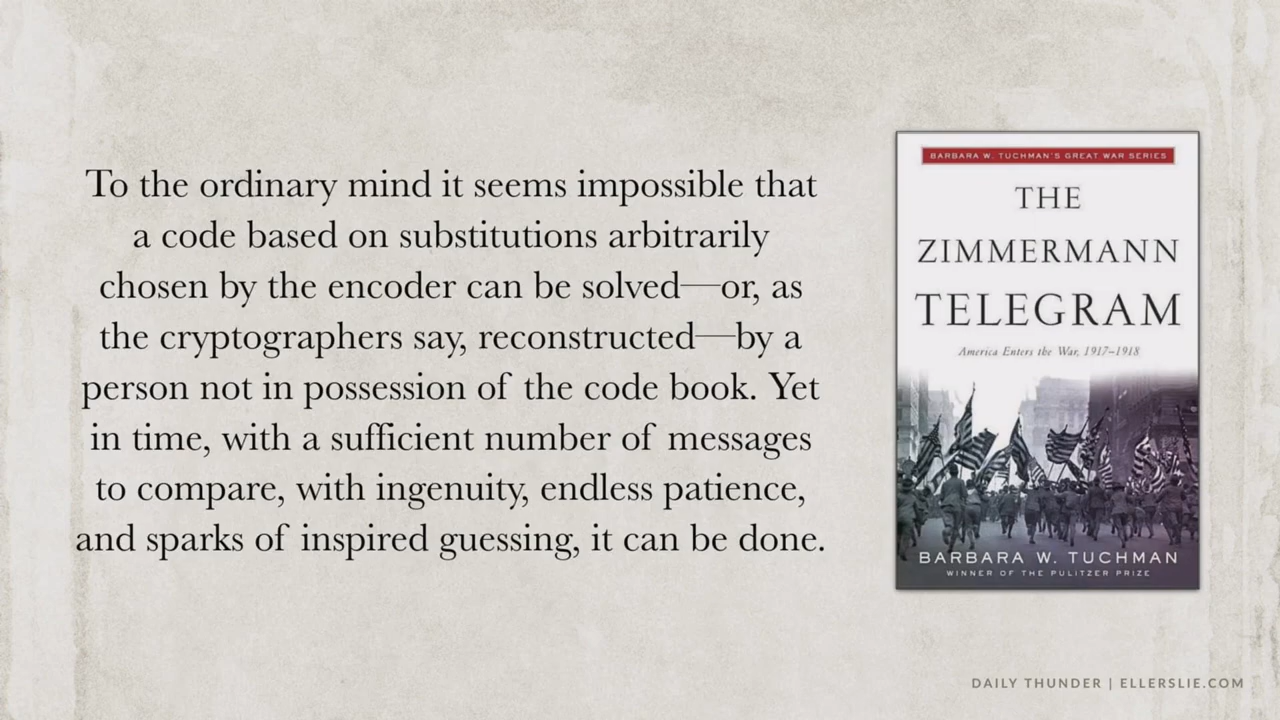 To the ordinary mind it seems impossible that
a code based on substitutions arbitrarily
chosen by the encoder can be solved—or, as
the cryptographers say, reconstructed—by a
person not in possession of the code book. Yet
in time, with a sufficient number of messages
to compare, with ingenuity, endless patience,
and sparks of inspired guessing, it can be done.
BARBARA W. TUCHMAN'S GREAT WAR SERIES
THE
ZIMMERMANN
TELEGRAM
America Enters the War, 1917–1918
BARBARA W. TUCHMAN
WINNER OF THE PULITZER PRIZE
DAILY THUNDER | ELLERSLIE.COM